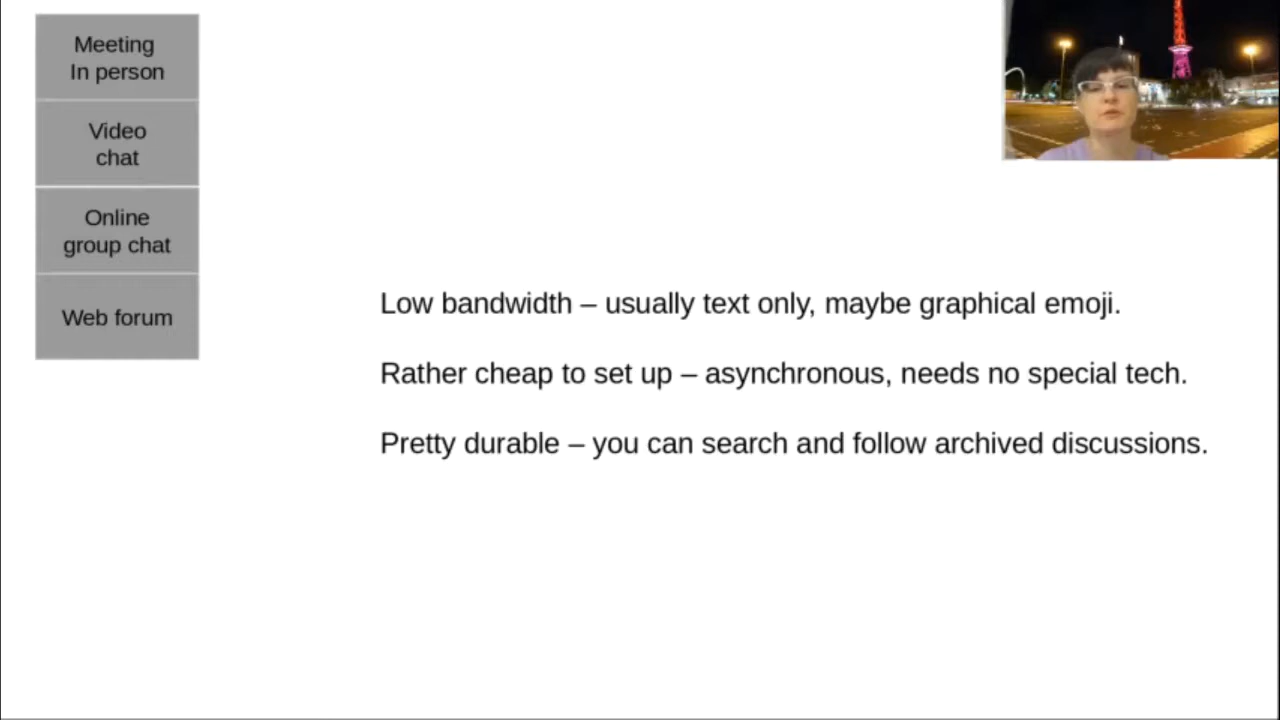 Meeting
In person
Video
chat
Online
group chat
Web forum
Low bandwidth – usually text only, maybe graphical emoji.
Rather cheap to set up – asynchronous, needs no special tech.
Pretty durable – you can search and follow archived discussions.